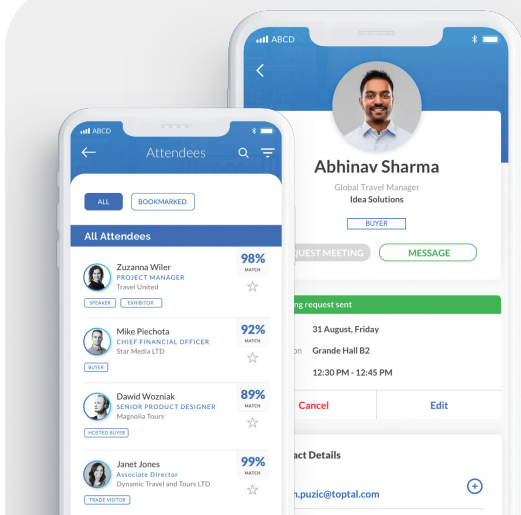 ABCD
Attendees
ALL
BOOKMARKED
All Attendees
Zuzanna Wiler
PROJECT MANAGER
Travel United
SPEAKER
EXHIBITOR
98%
MATCH
Mike Piechota
CHIEF FINANCIAL OFFICER
Star Media LTD
BUYER
92%
MATCH
Dawid Wozniak
SENIOR PRODUCT DESIGNER
Magnolia Tours
HOSTED BUYER
89%
MATCH
Janet Jones
Associate Director
Dynamic Travel and Tours LTD
TRADE VISITOR
99%
MATCH
ABCD
Abhinav Sharma
Global Travel Manager
Idea Solutions
BUYER
QUEST MEETING
MESSAGE
ng request sent
31 August, Friday
on Grande Hall B2
12:30 PM - 12:45 PM
Cancel
Edit
act Details
n.puzic@toptal.com